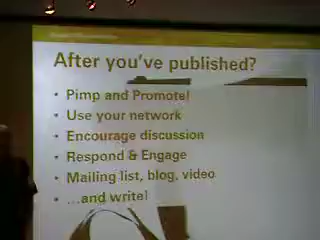 After you've published?
• Pimp and Promote!
• Use your network
• Encourage discussion
• Respond & Engage
• Mailing list, blog, video
• ...and write!